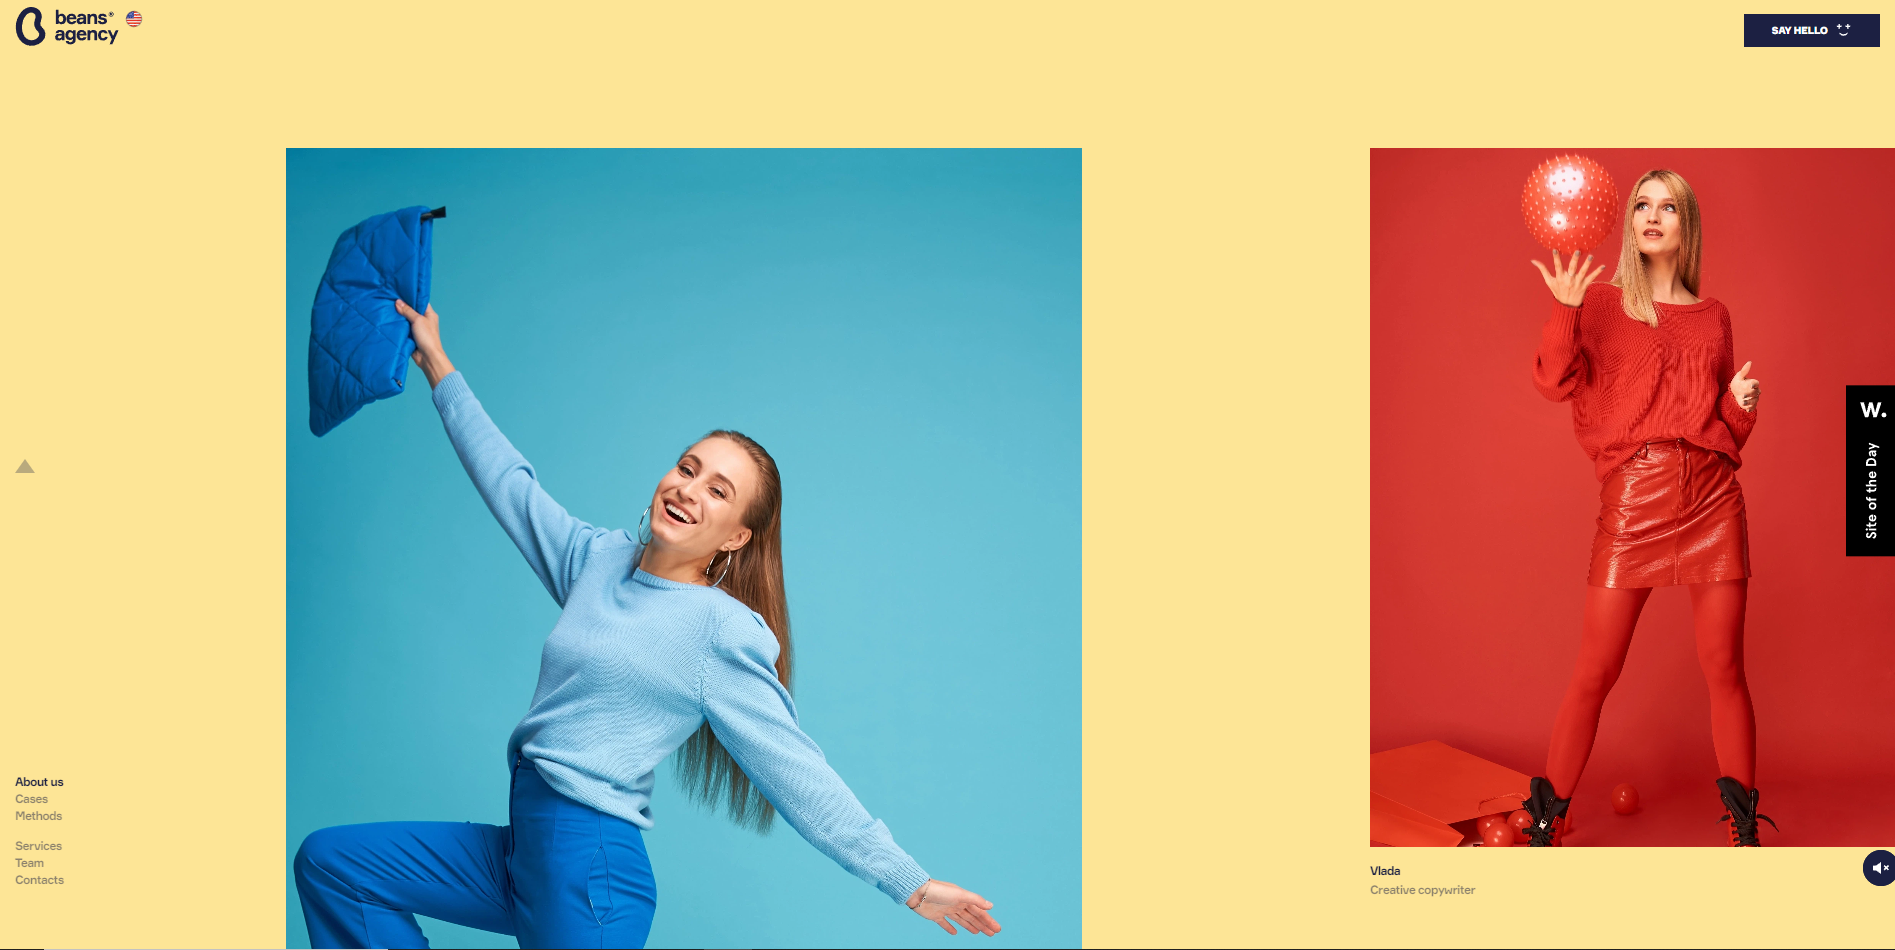 beans®
agency
SAY HELLO
W.
Site of the Day
About us
Cases
Methods
Services
Team
Contacts
Vlada
Creative copywriter